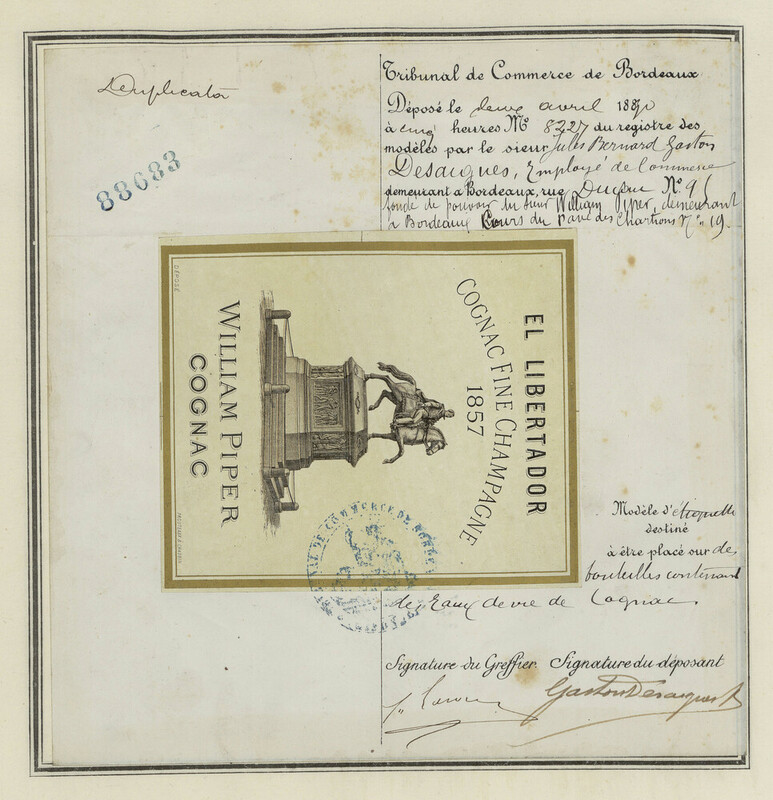 Duplicata
88683
Tribunal de Commerce de Bordeaux
Déposé le deux avril 1890
à cinq heures No 8227 du registre des
modèles par le sieur Jules Bernard Gaston
Desaigues, Employé de Commerce
demeurant à Bordeaux, rue No 9
fondé de pouvoir du sieur William Piper, demeurant
à Bordeaux Cours du Pavé des Chartrons No 19.
EL LIBERTADOR
COGNAC FINE CHAMPAGNE
1857
WILLIAM PIPER
COGNAC
Modèle d'étiquette
destiné
à être placé sur des
bouteilles contenant
des Eaux de vie de Cognac
Signature du Greffier Signature du déposant
Gaston Desaigues